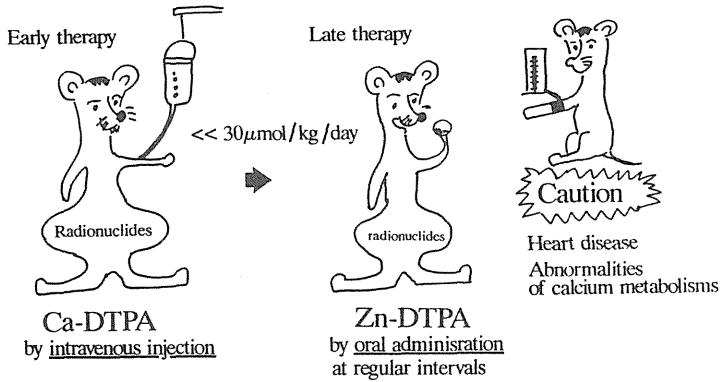 Early therapy
Radionuclides
Ca-DTPA
by intravenous injection
<< 30μmol/kg/day
Late therapy
radionuclides
Zn-DTPA
by oral adminisration
at regular intervals
Caution
Heart disease
Abnormalities
of calcium metabolisms